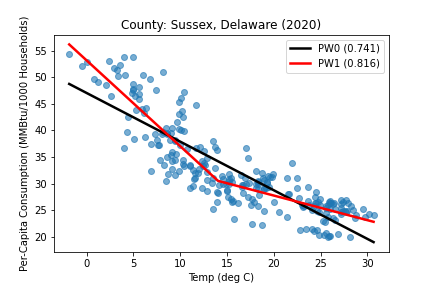 County: Sussex, Delaware (2020)
PW0 (0.741)
PW1 (0.816)
Per-Capita Consumption (MMBtu/1000 Households)
55
50
45
40
35
30
25
20
0 5 10 15 20 25 30
Temp (deg C)